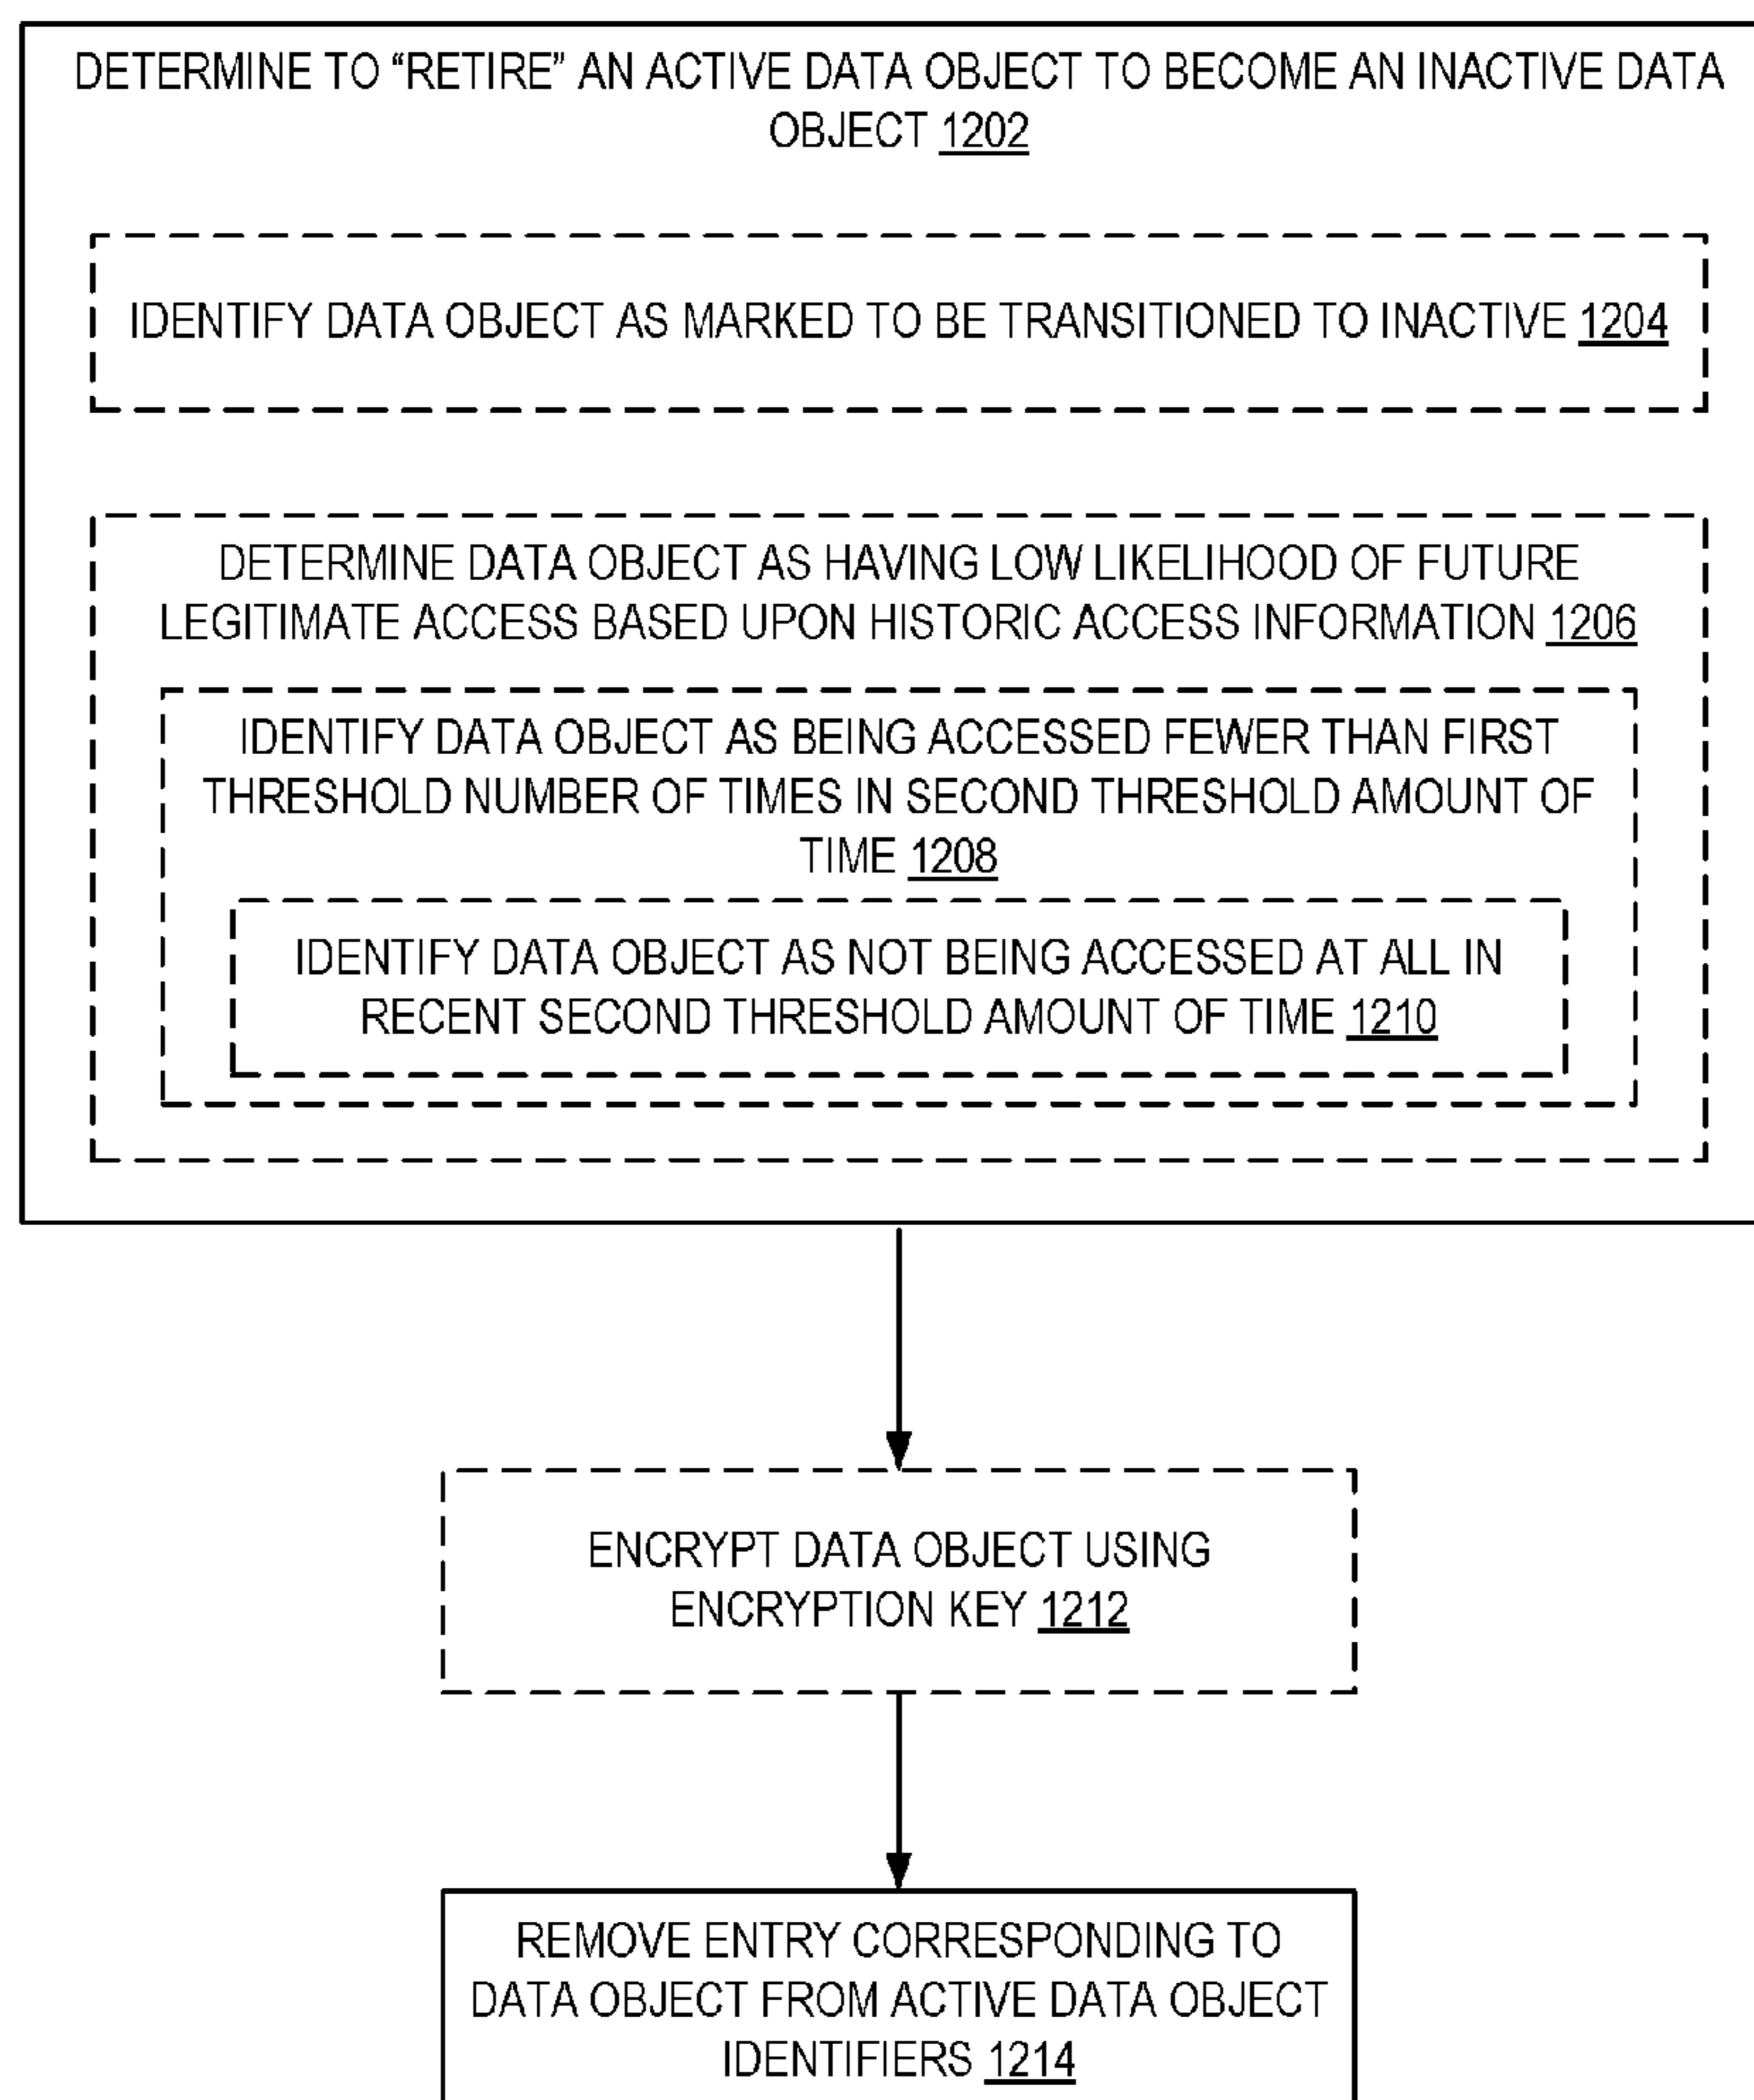 DETERMINE TO “RETIRE” AN ACTIVE DATA OBJECT TO BECOME AN INACTIVE DATA
OBJECT 1202
IDENTIFY DATA OBJECT AS MARKED TO BE TRANSITIONED TO INACTIVE 1204
DETERMINE DATA OBJECT AS HAVING LOW LIKELIHOOD OF FUTURE
LEGITIMATE ACCESS BASED UPON HISTORIC ACCESS INFORMATION 1206
IDENTIFY DATA OBJECT AS BEING ACCESSED FEWER THAN FIRST
THRESHOLD NUMBER OF TIMES IN SECOND THRESHOLD AMOUNT OF
TIME 1208
IDENTIFY DATA OBJECT AS NOT BEING ACCESSED AT ALL IN
RECENT SECOND THRESHOLD AMOUNT OF TIME 1210
ENCRYPT DATA OBJECT USING
ENCRYPTION KEY 1212
REMOVE ENTRY CORRESPONDING TO
DATA OBJECT FROM ACTIVE DATA OBJECT
IDENTIFIERS 1214